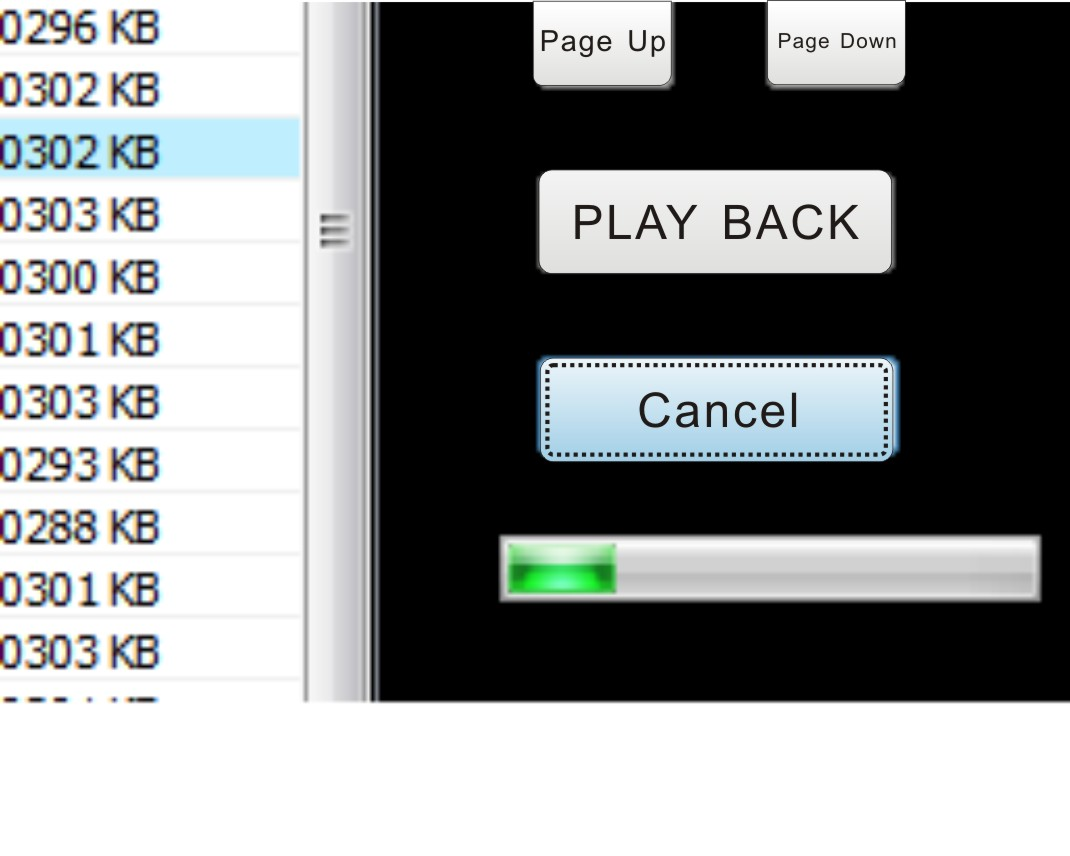 0296 KB
0302 KB
0302 KB
0303 KB
0300 KB
0301 KB
0303 KB
0293 KB
0288 KB
0301 KB
0303 KB
Page Up
Page Down
PLAY BACK
Cancel